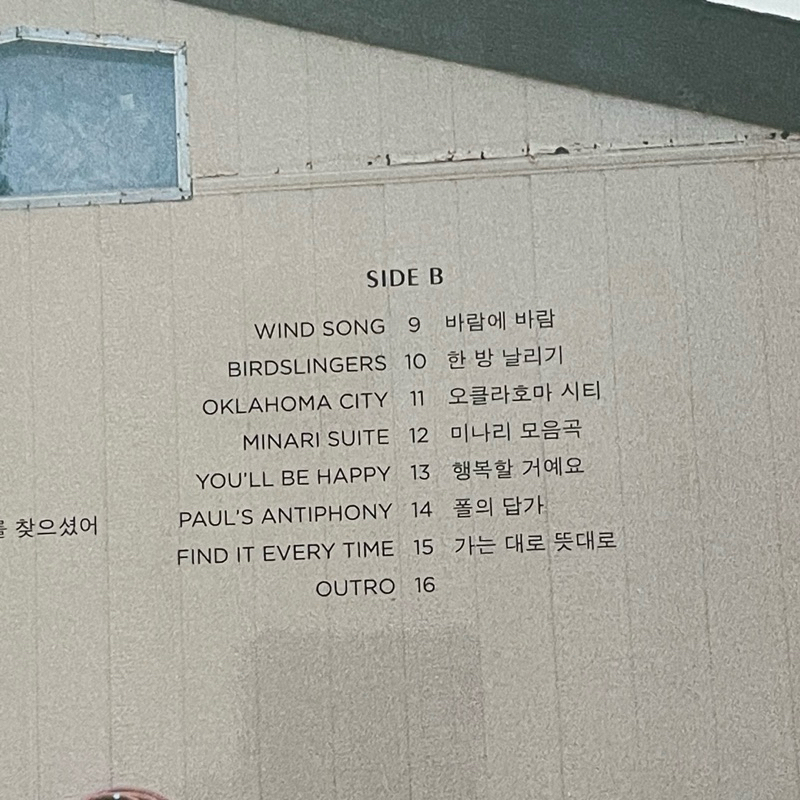 SIDE B
WIND SONG 9 바람에 바람
BIRDSLINGERS 10 한 방 날리기
OKLAHOMA CITY 11 오클라호마 시티
MINARI SUITE 12 미나리 모음곡
YOU'LL BE HAPPY 13 행복할 거예요
PAUL'S ANTIPHONY 14 폴의 답가
를 찾으셨어
FIND IT EVERY TIME 15 가는 대로 뜻대로
OUTRO 16